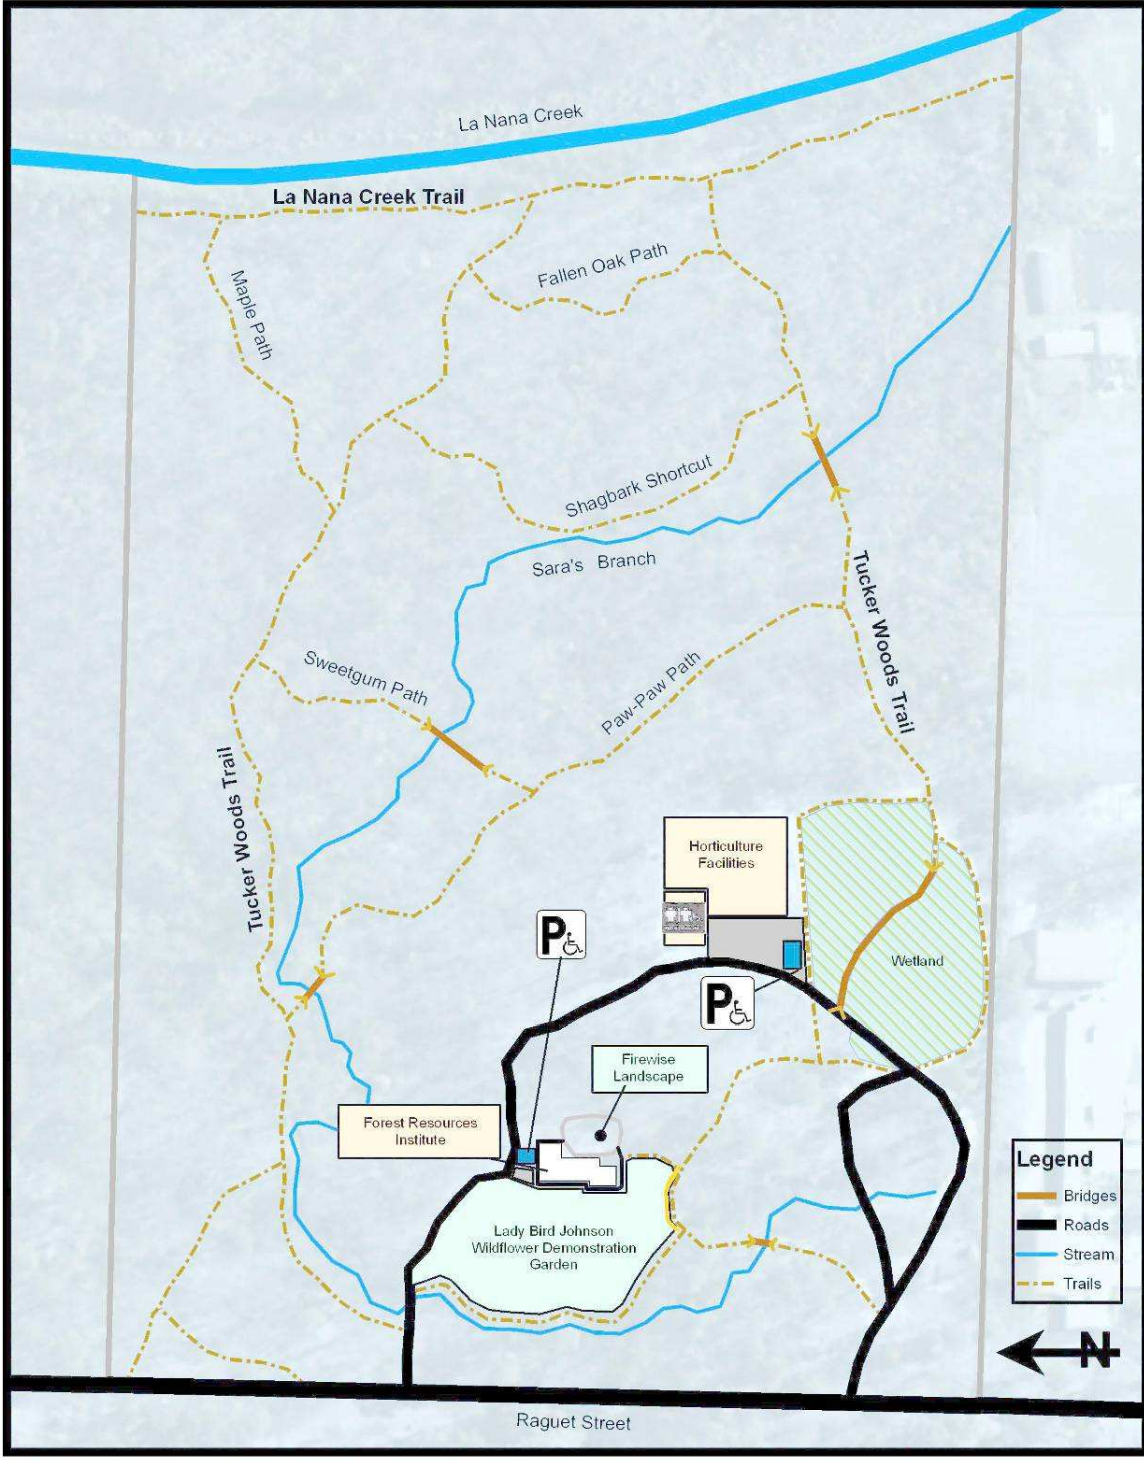 La Nana Creek
La Nana Creek Trail
Maple Path
Fallen Oak Path
Shagbark Shortcut
Sara's Branch
Tucker Woods Trail
Sweetgum Path
Paw-Paw Path
Tucker Woods Trail
Horticulture
Facilities
P
Wetland
P
Firewise
Landscape
Forest Resources
Institute
Lady Bird Johnson
Wildflower Demonstration
Garden
Legend
Bridges
Roads
Stream
Trails
N
Raguet Street